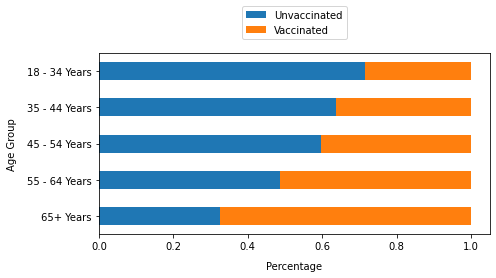 Unvaccinated
Vaccinated
18 - 34 Years
35 - 44 Years
45 - 54 Years
55 - 64 Years
65+ Years
Age Group
0.0 0.2 0.4 0.6 0.8 1.0
Percentage